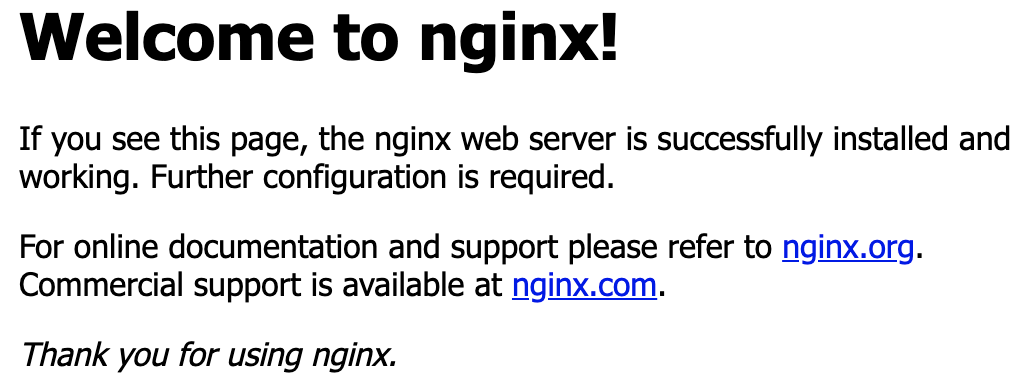 Welcome to nginx!
If you see this page, the nginx web server is successfully installed and
working. Further configuration is required.
For online documentation and support please refer to nginx.org.
Commercial support is available at nginx.com.
Thank you for using nginx.